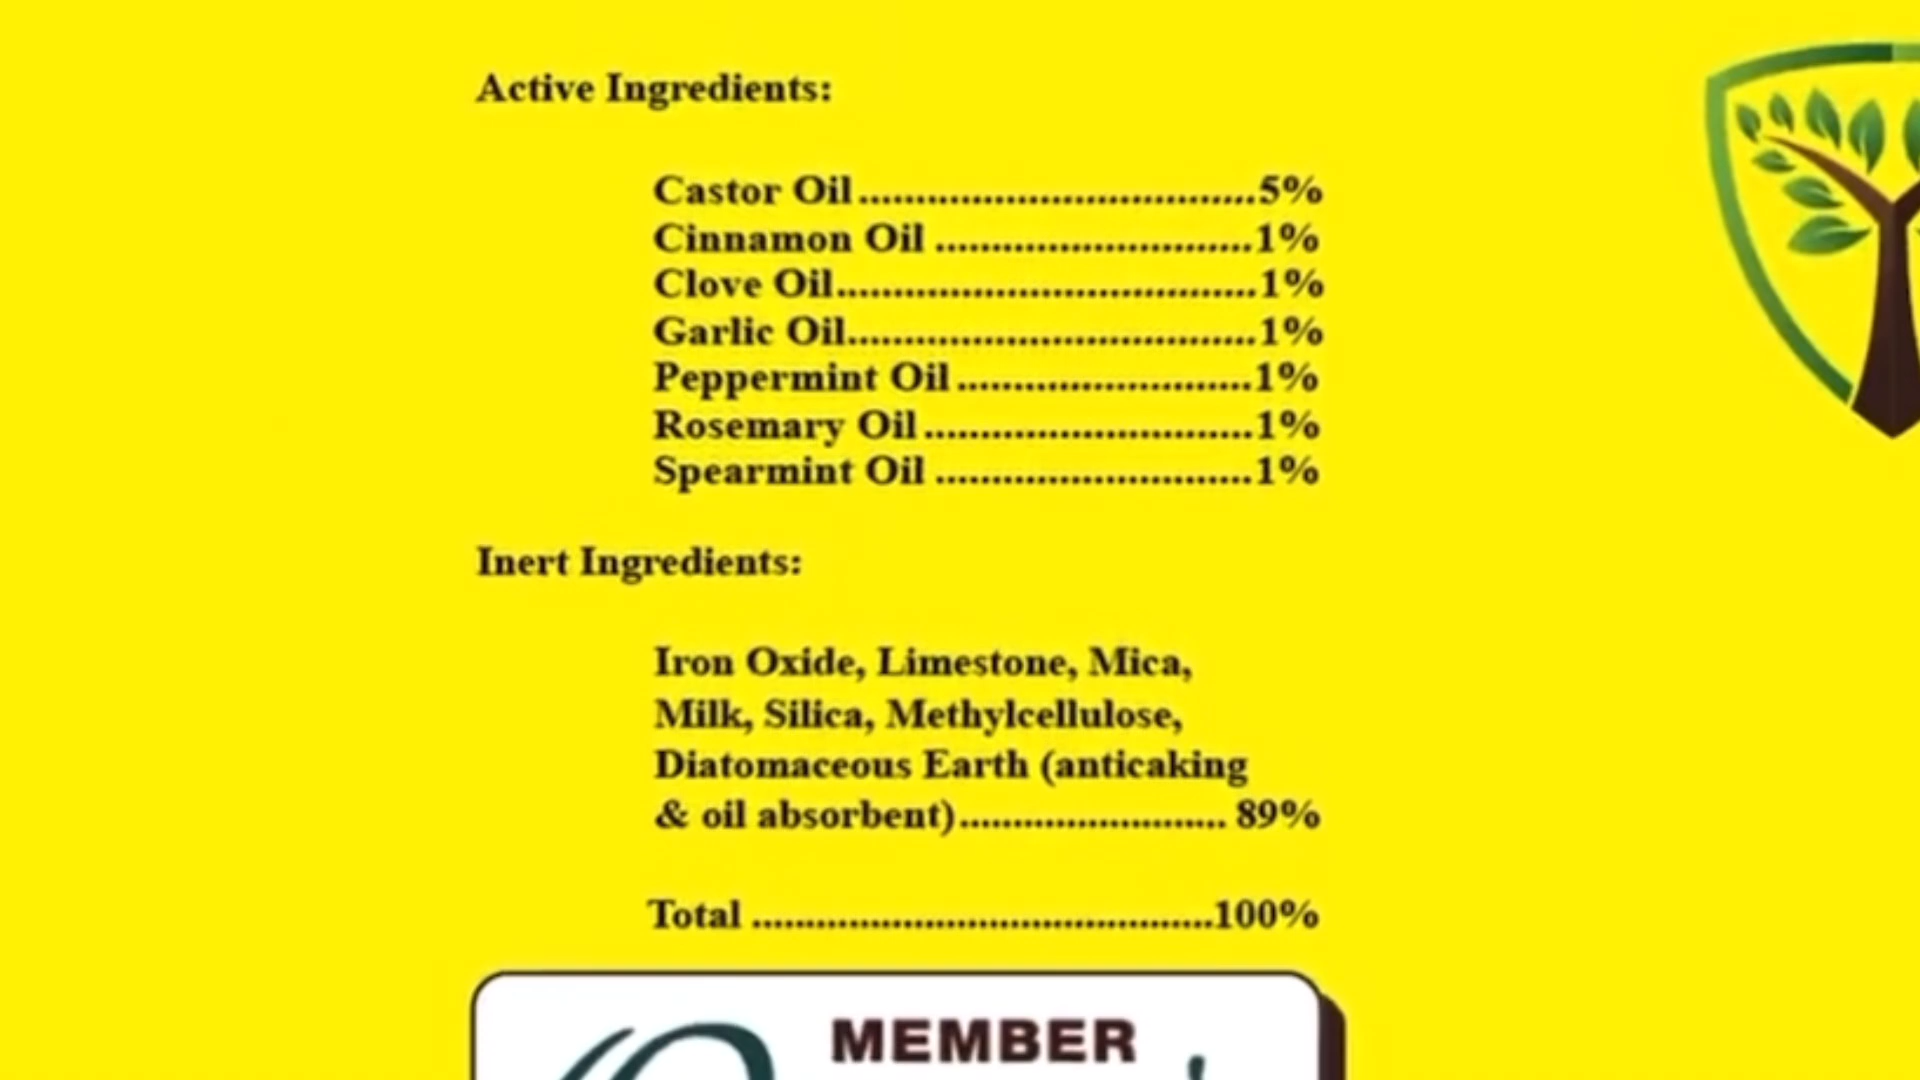 Active Ingredients:
Castor Oil...................................5%
Cinnamon Oil ............................1%
Clove Oil.....................................1%
Garlic Oil....................................1%
Peppermint Oil ..........................1%
Rosemary Oil .............................1%
Spearmint Oil ............................1%
Inert Ingredients:
Iron Oxide, Limestone, Mica,
Milk, Silica, Methylcellulose,
Diatomaceous Earth (anticaking
& oil absorbent)......................... 89%
Total ...........................................100%
MEMBER